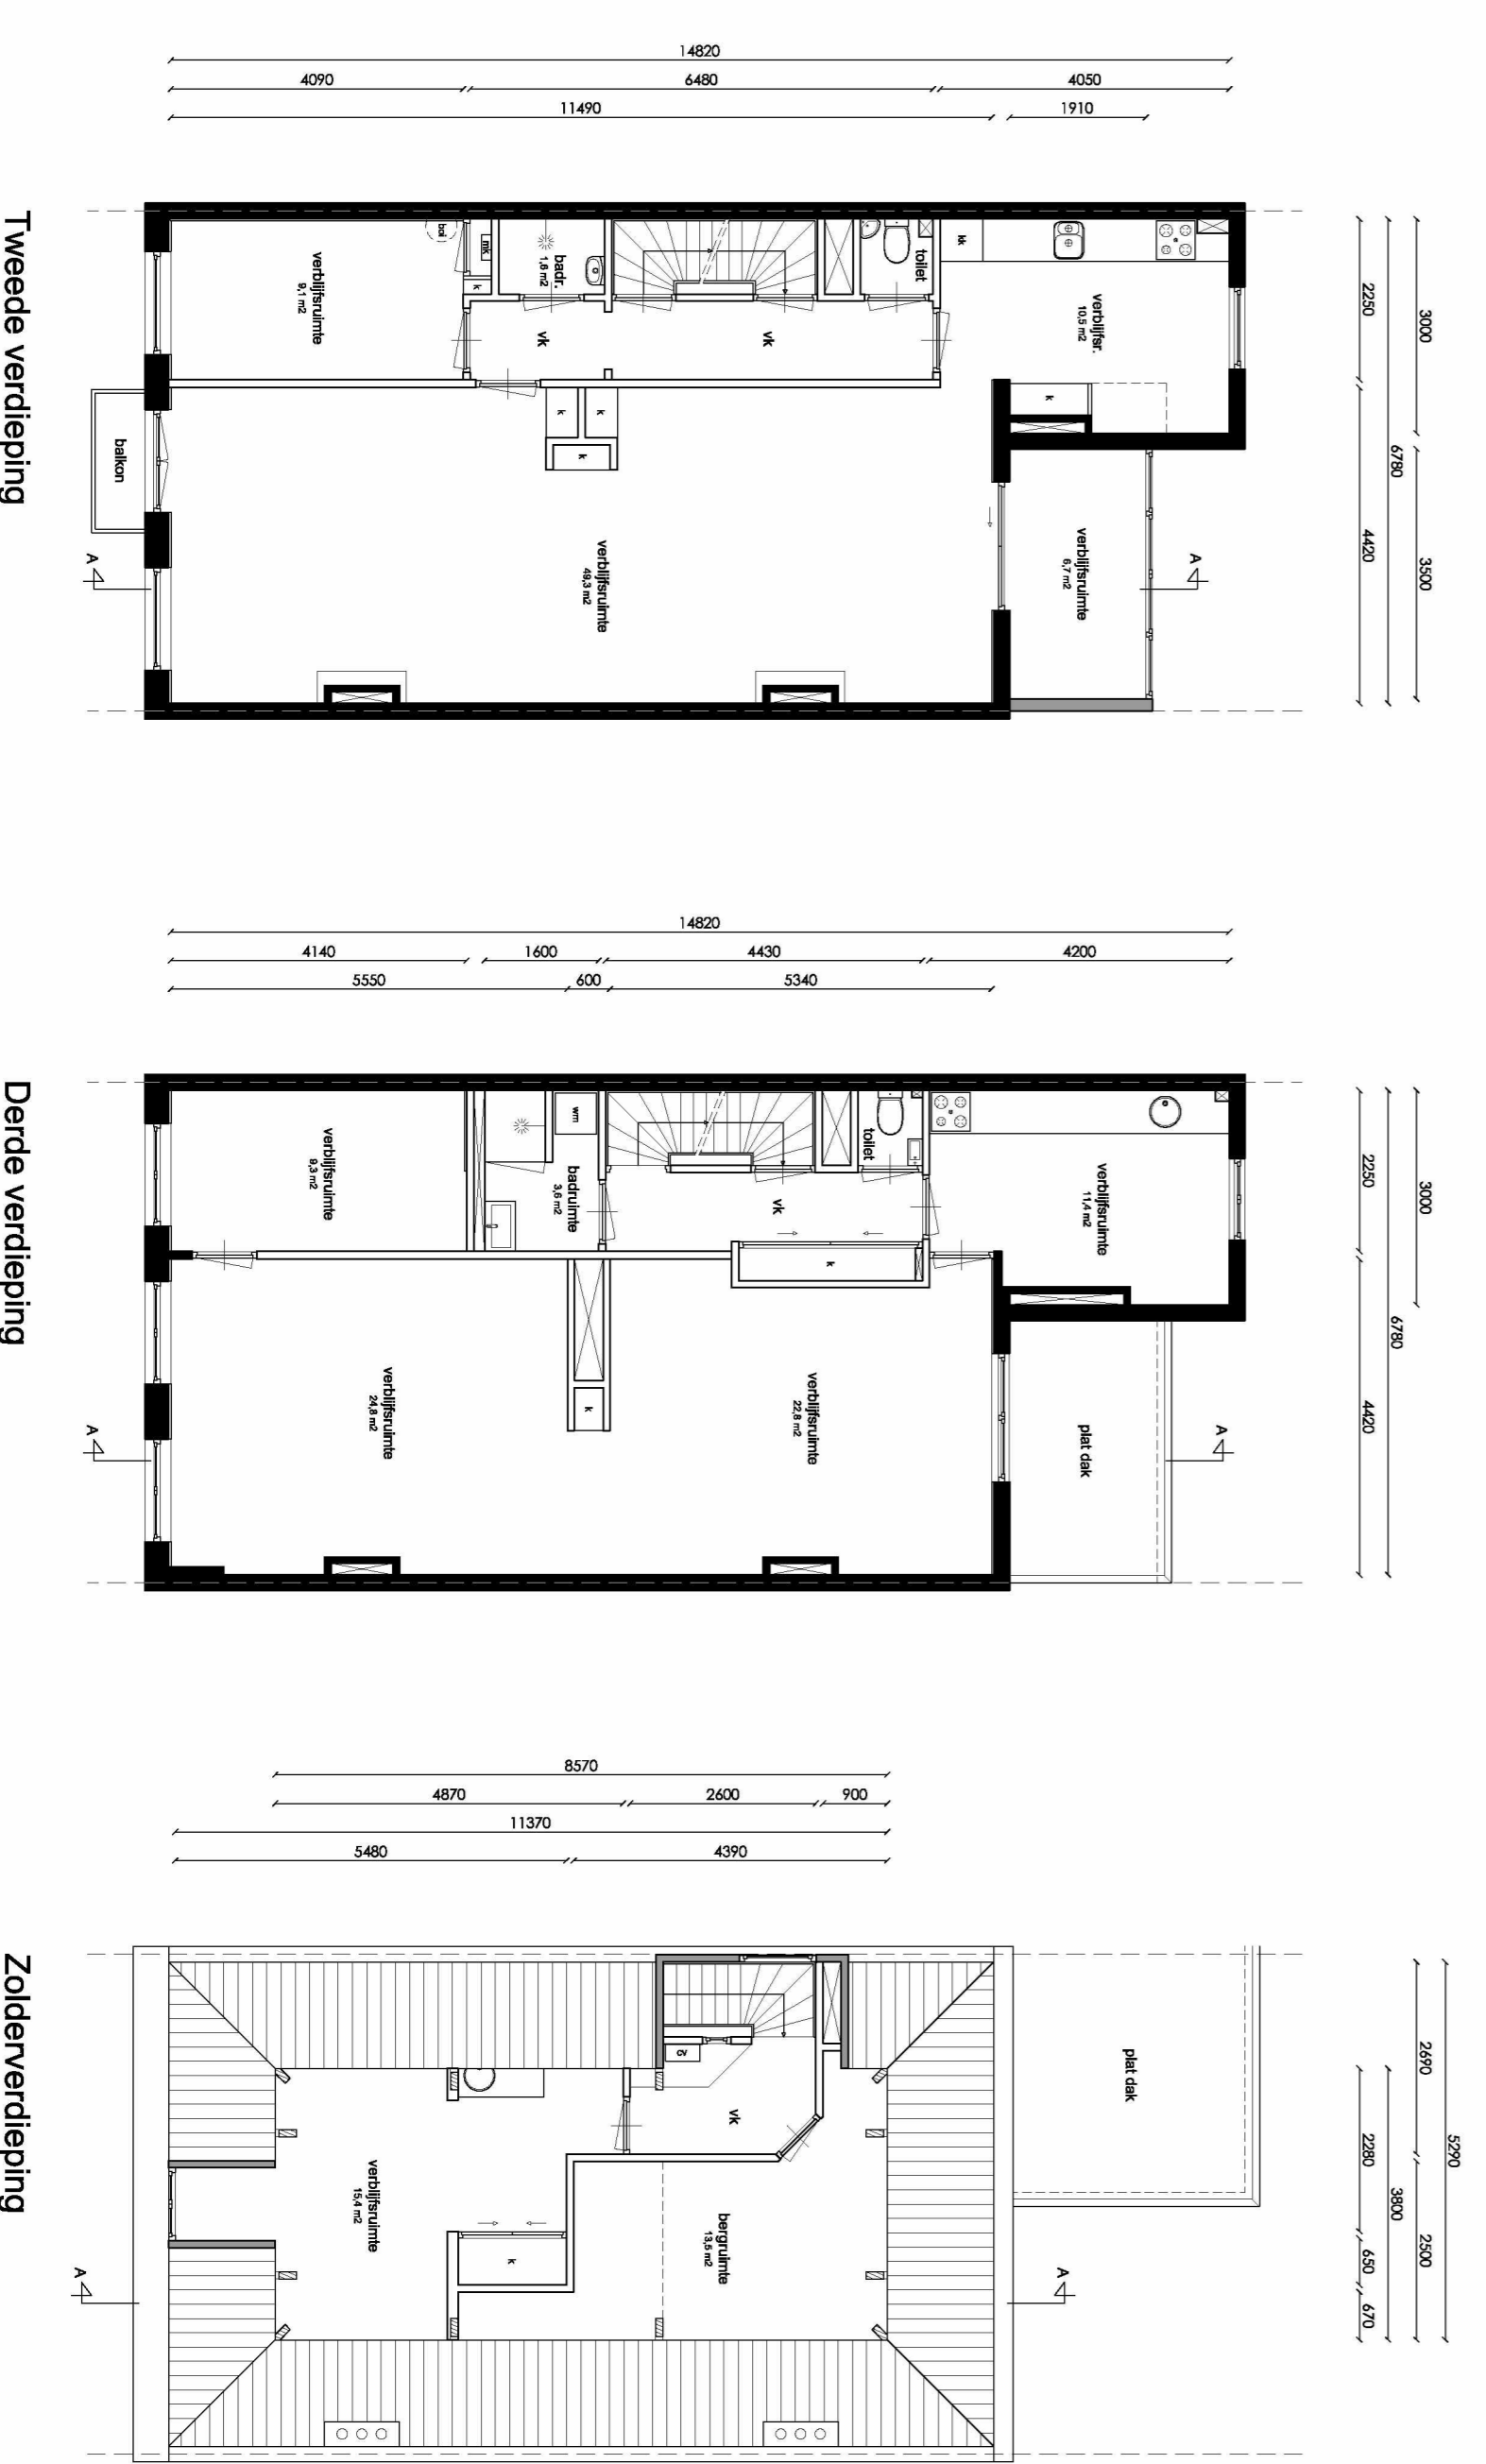 Tweede verdieping
14820
4090
6480
4050
11490
1910
3000
3500
6780
2250
4420
verblijfsruimte
9,1 m2
boi
mk
k
badr.
1,6 m2
vk
vk
toilet
kk
verblijfsr.
10,5 m2
k
k
k
k
balkon
verblijfsruimte
49,3 m2
verblijfsruimte
6,7 m2
A
A
Derde verdieping
14820
4140
1600
4430
4200
5550
600
5340
3000
6780
2250
4420
verblijfsruimte
9,3 m2
wm
badruimte
3,6 m2
vk
toilet
verblijfsruimte
11,4 m2
k
k
verblijfsruimte
24,8 m2
verblijfsruimte
22,8 m2
plat dak
A
A
Zolderverdieping
8570
4870
2600
900
11370
5480
4390
5290
2690
2500
3800
2280
650
670
cv
vk
plat dak
verblijfsruimte
15,4 m2
k
bergruimte
13,5 m2
A
A